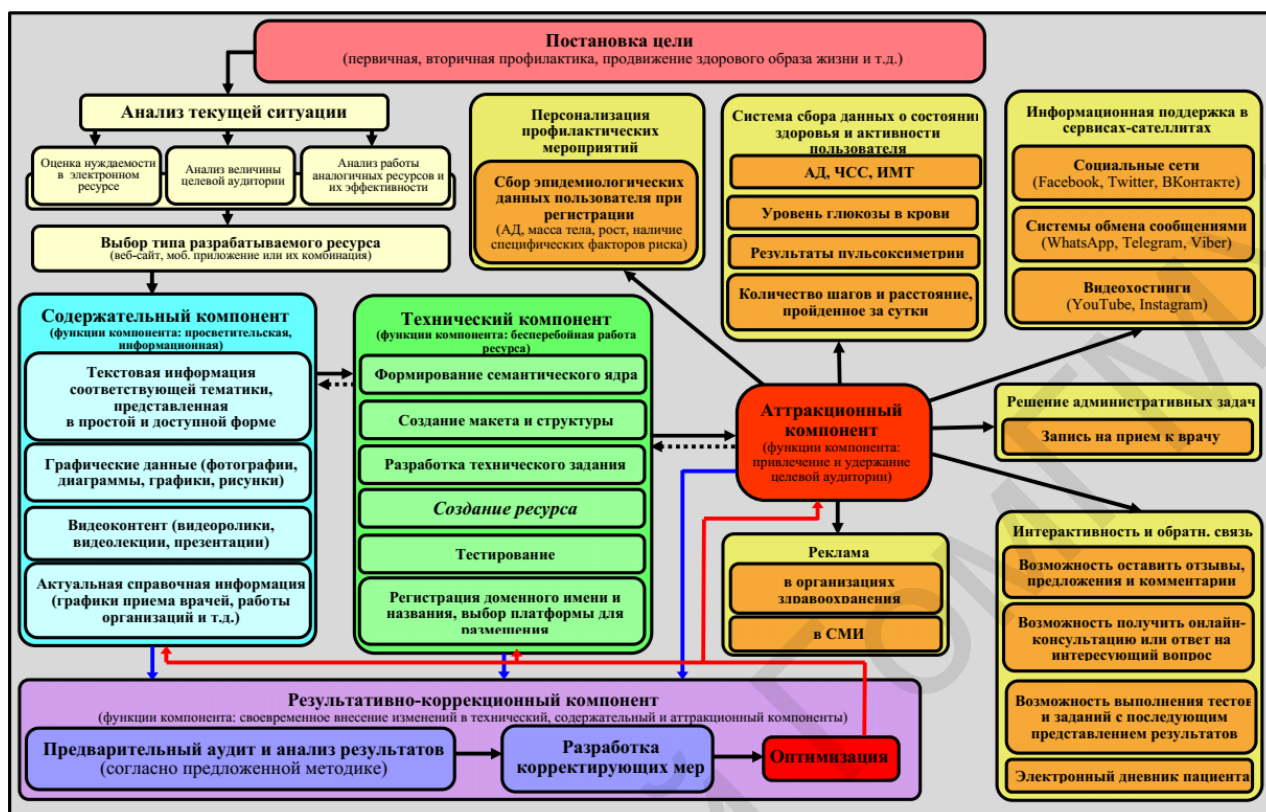 Постановка цели
(первичная, вторичная профилактика, продвижение здорового образа жизни и т.д.)
Анализ текущей ситуации
Оценка нуждаемости
в электронном
ресурсе
Анализ величины
целевой аудитории
Анализ работы
аналогичных ресурсов и
их эффективности
Выбор типа разрабатываемого ресурса
(веб-сайт, моб. приложение или их комбинация)
Персонализация
профилактических
мероприятий
Сбор эпидемиологических
данных пользователя при
регистрации
(АД, масса тела, рост, наличие
специфических факторов риска)
Система сбора данных о состоянии
здоровья и активности
пользователя
АД, ЧСС, ИМТ
Уровень глюкозы в крови
Результаты пульсоксиметрии
Количество шагов и расстояние,
пройденное за сутки
Информационная поддержка в
сервисах-сателлитах
Социальные сети
(Facebook, Twitter, ВКонтакте)
Системы обмена сообщениями
(WhatsApp, Telegram, Viber)
Видеохостинги
(YouTube, Instagram)
Содержательный компонент
(функции компонента: просветительская,
информационная)
Текстовая информация
соответствующей тематики,
представленная
в простой и доступной форме
Графические данные (фотографии,
диаграммы, графики, рисунки)
Видеоконтент (видеоролики,
видеолекции, презентации)
Актуальная справочная информация
(графики приема врачей, работы
организаций и т.д.)
Технический компонент
(функции компонента: бесперебойная работа
ресурса)
Формирование семантического ядра
Создание макета и структуры
Разработка технического задания
Создание ресурса
Тестирование
Регистрация доменного имени и
названия, выбор платформы для
размещения
Аттракционный
компонент
(функции компонента:
привлечение и удержание
целевой аудитории)
Решение административных задач
Запись на прием к врачу
Реклама
в организациях
здравоохранения
в СМИ
Интерактивность и обратн. связь
Возможность оставить отзывы,
предложения и комментарии
Возможность получить онлайн-
консультацию или ответ на
интересующий вопрос
Возможность выполнения тестов
и заданий с последующим
представлением результатов
Электронный дневник пациента
Результативно-коррекционный компонент
(функции компонента: своевременное внесение изменений в технический, содержательный и аттракционный компоненты)
Предварительный аудит и анализ результатов
(согласно предложенной методике)
Разработка
корректирующих мер
Оптимизация